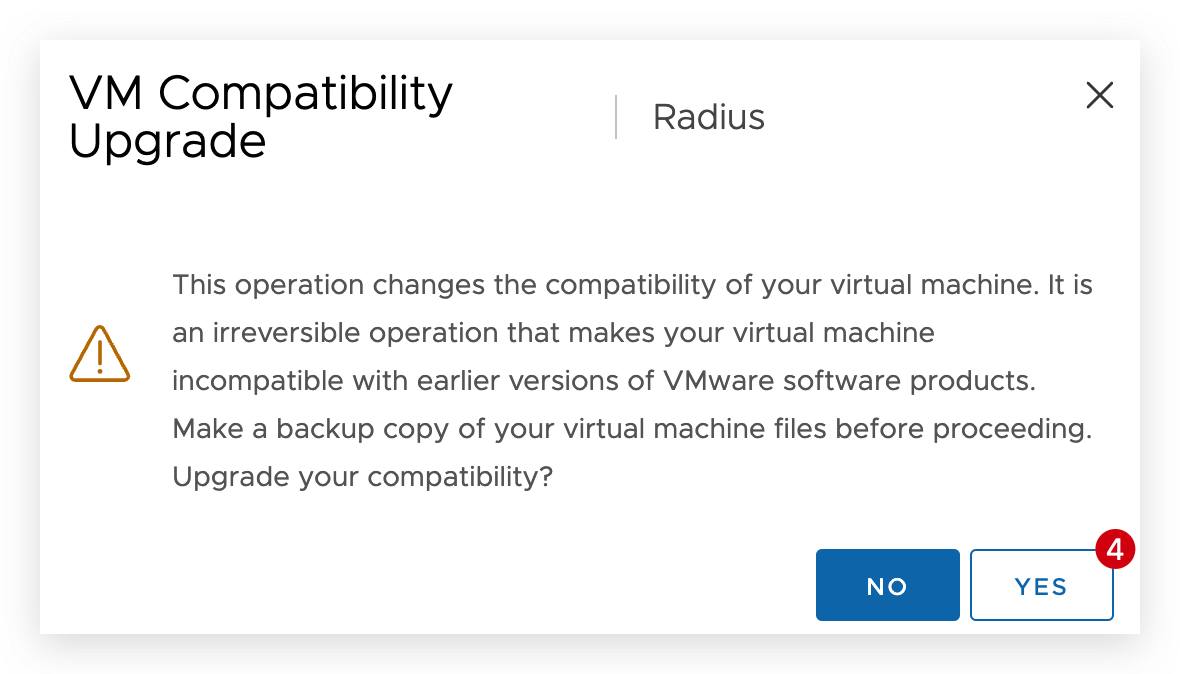 VM Compatibility
Upgrade
Radius
This operation changes the compatibility of your virtual machine. It is
an irreversible operation that makes your virtual machine
incompatible with earlier versions of VMware software products.
Make a backup copy of your virtual machine files before proceeding.
Upgrade your compatibility?
4
NO
YES